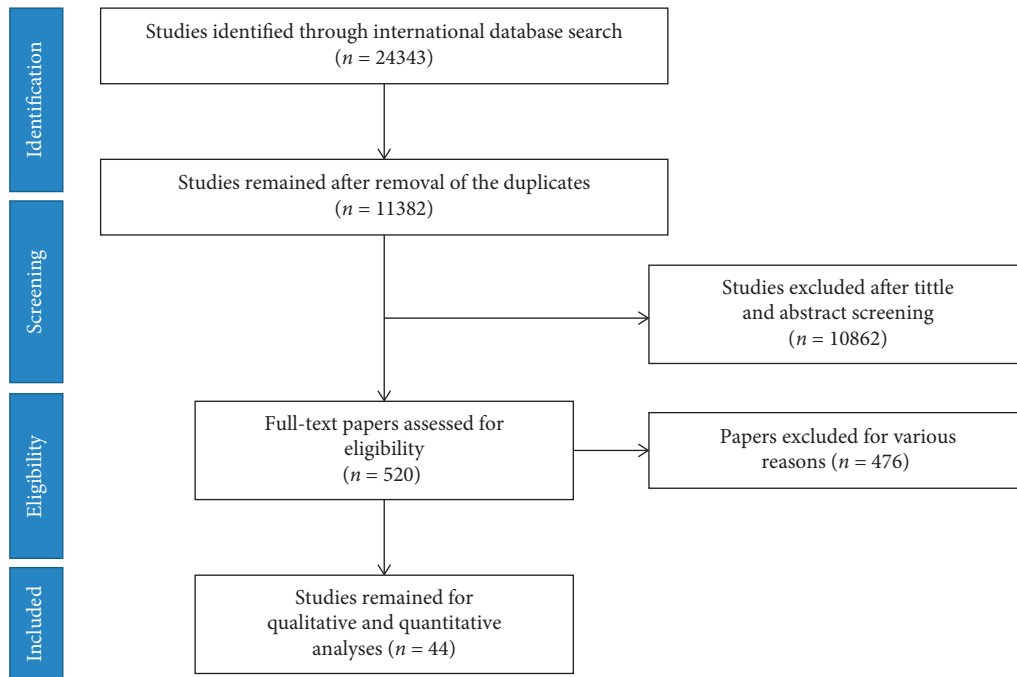 Identification
Studies identified through international database search
(n = 24343)
Studies remained after removal of the duplicates
(n = 11382)
Screening
Studies excluded after tittle
and abstract screening
(n = 10862)
Eligibility
Full-text papers assessed for
eligibility
(n = 520)
Papers excluded for various
reasons (n = 476)
Included
Studies remained for
qualitative and quantitative
analyses (n = 44)